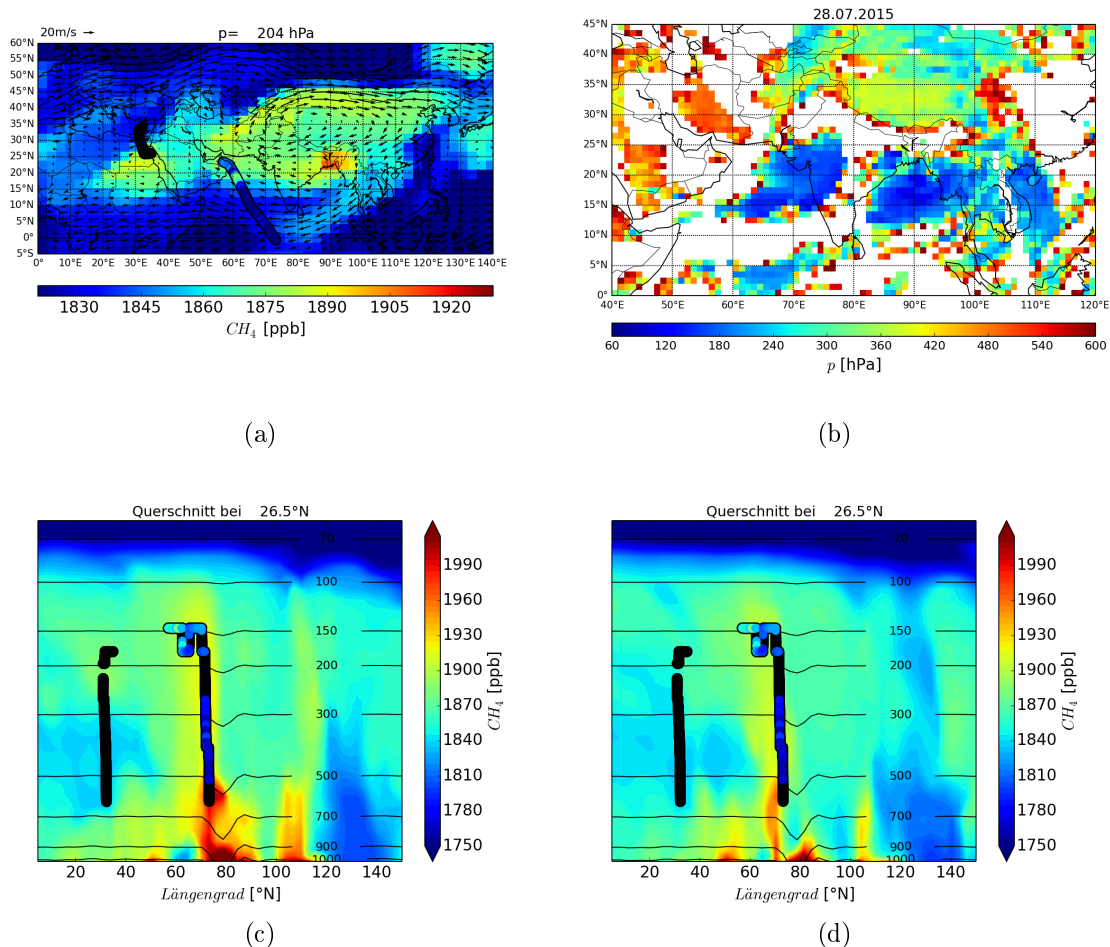 20m/s →
p= 204 hPa
60°N
55°N
50°N
45°N
40°N
35°N
30°N
25°N
20°N
15°N
10°N
5°N
0°
5°S
0° 10°E 20°E 30°E 40°E 50°E 60°E 70°E 80°E 90°E 100°E 110°E 120°E 130°E 140°E
1830 1845 1860 1875 1890 1905 1920
CH₄ [ppb]
(a)
28.07.2015
45°N
40°N
35°N
30°N
25°N
20°N
15°N
10°N
5°N
0°
40°E 50°E 60°E 70°E 80°E 90°E 100°E 110°E 120°E
60 120 180 240 300 360 420 480 540 600
p [hPa]
(b)
Querschnitt bei 26.5°N
70
100
150
200
300
500
700
900
1000
20 40 60 80 100 120 140
Längengrad [°N]
1990
1960
1930
1900
1870
1840
1810
1780
1750
CH₄ [ppb]
(c)
Querschnitt bei 26.5°N
70
100
150
200
300
500
700
900
1000
20 40 60 80 100 120 140
Längengrad [°N]
1990
1960
1930
1900
1870
1840
1810
1780
1750
CH₄ [ppb]
(d)